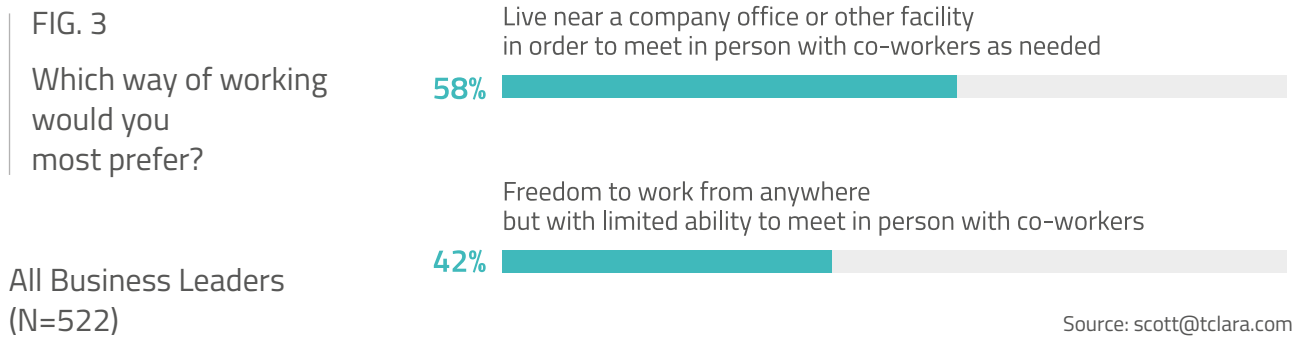 FIG. 3
Which way of working
would you
most prefer?
All Business Leaders
(N=522)
Live near a company office or other facility
in order to meet in person with co-workers as needed
58%
Freedom to work from anywhere
but with limited ability to meet in person with co-workers
42%
Source: scott@tclara.com